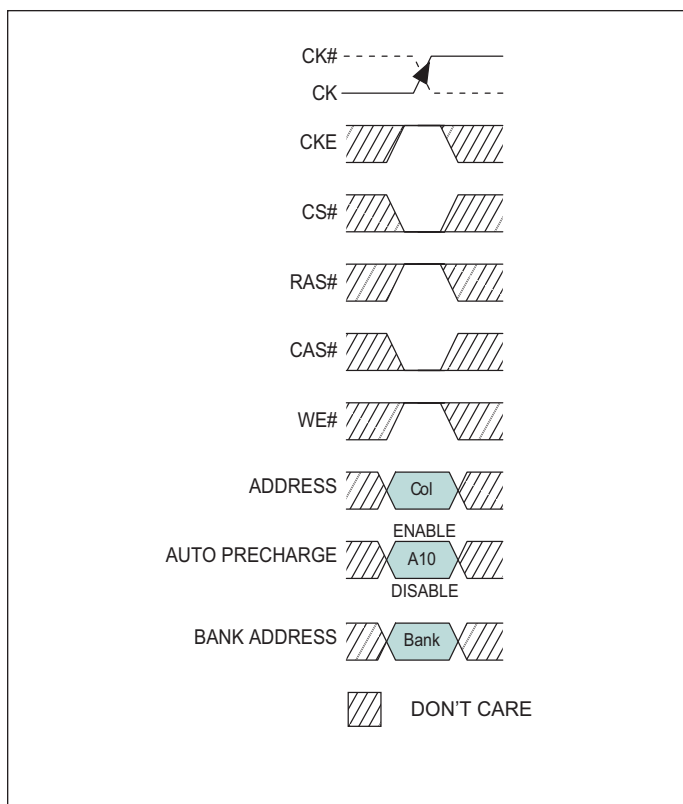 CK#
CK
CKE
CS#
RAS#
CAS#
WE#
ADDRESS Col
ENABLE
AUTO PRECHARGE A10
DISABLE
BANK ADDRESS Bank
DON'T CARE